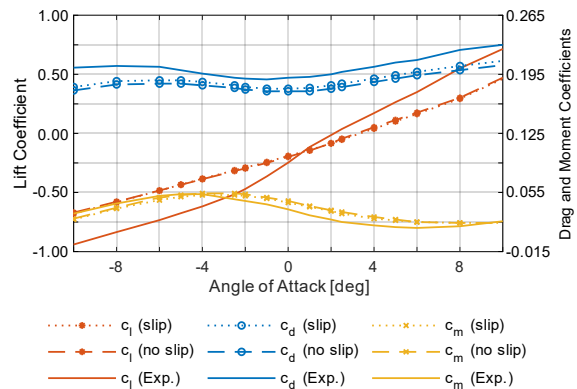 1.00
0.50
0.00
-0.50
-1.00
Lift Coefficient
0.265
0.195
0.125
0.055
-0.015
Drag and Moment Coefficients
-8 -4 0 4 8
Angle of Attack [deg]
c_l (slip) c_d (slip) c_m (slip)
c_l (no slip) c_d (no slip) c_m (no slip)
c_l (Exp.) c_d (Exp.) c_m (Exp.)